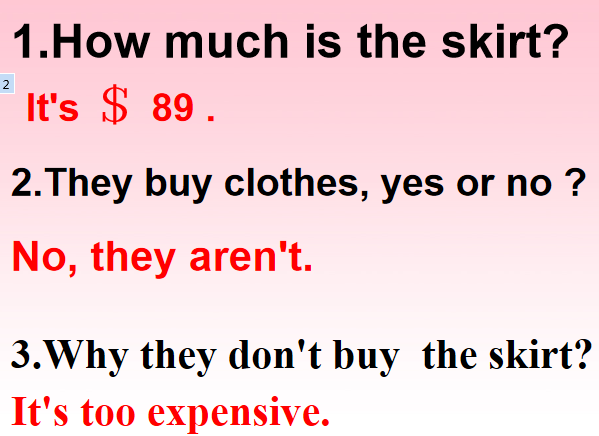 1.How much is the skirt?
2
It's $ 89 .
2.They buy clothes, yes or no ?
No, they aren't.
3.Why they don't buy the skirt?
It's too expensive.